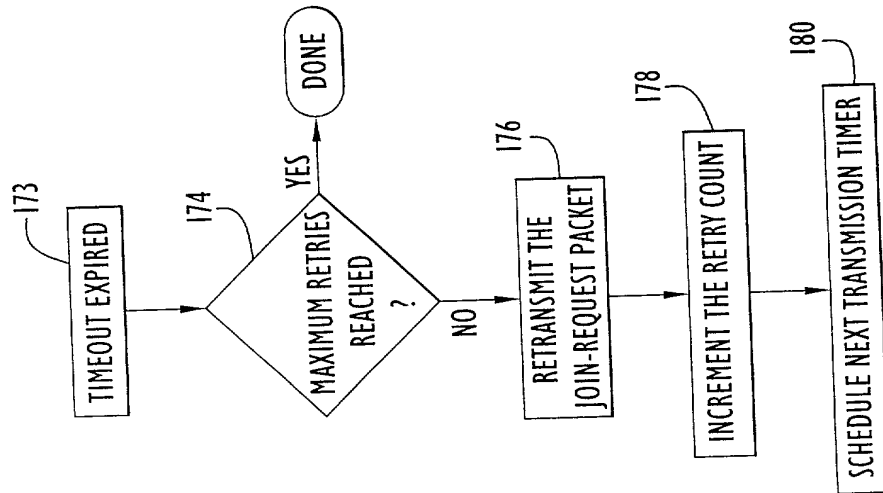 173
TIMEOUT EXPIRED
174
MAXIMUM RETRIES
REACHED
?
YES
DONE
NO
176
RETRANSMIT THE
JOIN-REQUEST PACKET
178
INCREMENT THE RETRY COUNT
180
SCHEDULE NEXT TRANSMISSION TIMER